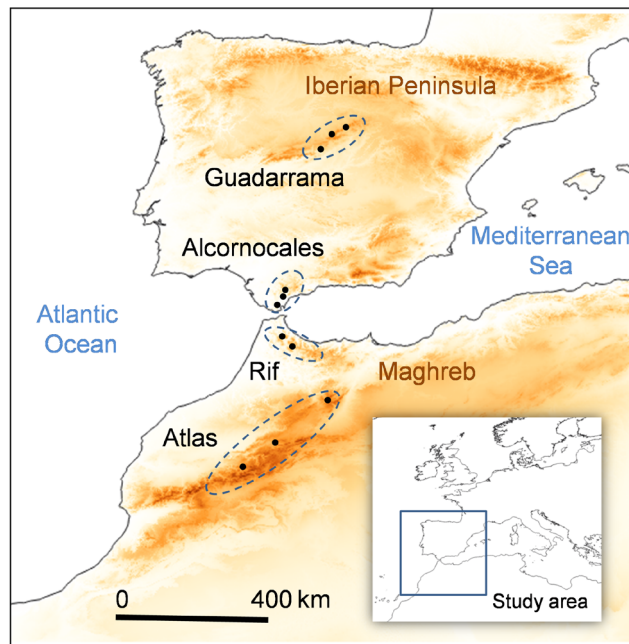 Iberian Peninsula
Guadarrama
Alcornocales
Mediterranean
Sea
Atlantic
Ocean
Rif
Maghreb
Atlas
0
400 km
Study area